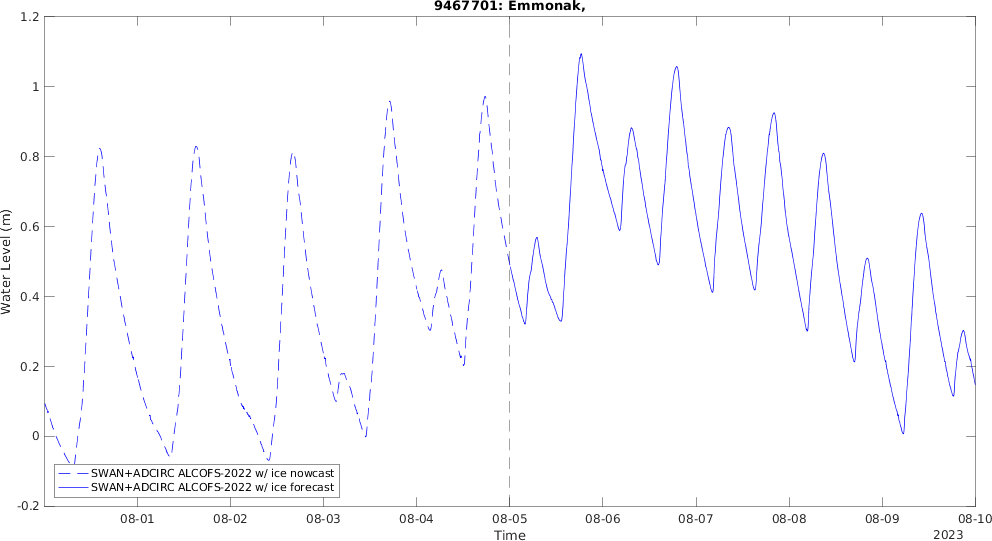 9467701: Emmonak,
1.2
1
0.8
0.6
0.4
0.2
0
-0.2
Water Level (m)
SWAN+ADCIRC ALCOFS-2022 w/ ice nowcast
SWAN+ADCIRC ALCOFS-2022 w/ ice forecast
08-01 08-02 08-03 08-04 08-05 08-06 08-07 08-08 08-09 08-10
Time
2023